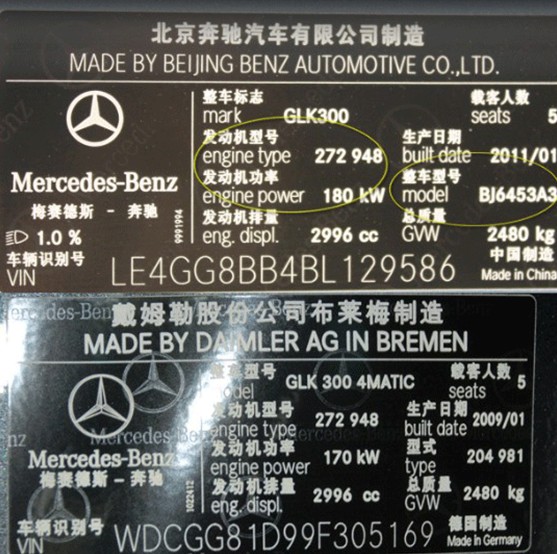 北京奔驰汽车有限公司制造
MADE BY BEIJING BENZ AUTOMOTIVE CO.,LTD.
整车标志 载客人数
mark GLK300 seats 5
发动机型号 生产日期
engine type 272 948 built date 2011/01
发动机功率 整车型号
engine power 180 kW model BJ6453A3
发动机排量 总质量
eng. displ. 2996 cc GVW 2480 kg
Mercedes-Benz
梅赛德斯 - 奔驰
1.0 %
9991994
中国制造
Made in China
车辆识别号
VIN LE4GG8BB4BL129586
戴姆勒股份公司布莱梅制造
MADE BY DAIMLER AG IN BREMEN
整车型号 载客人数
model GLK 300 4MATIC seats 5
发动机型号 生产日期
engine type 272 948 built date 2009/01
发动机功率 型式
engine power 170 kW type 204 981
发动机排量 总质量
eng. displ. 2996 cc GVW 2480 kg
Mercedes-Benz
梅赛德斯 - 奔驰
1022412
德国制造
Made in Germany
车辆识别号
VIN WDCGG81D99F305169